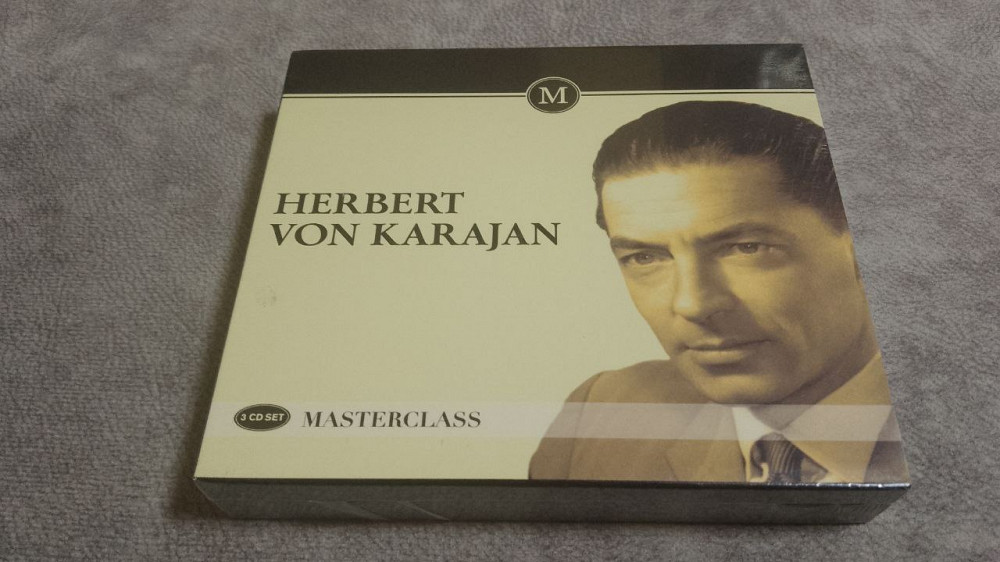 M
HERBERT
VON KARAJAN
3 CD SET
MASTERCLASS